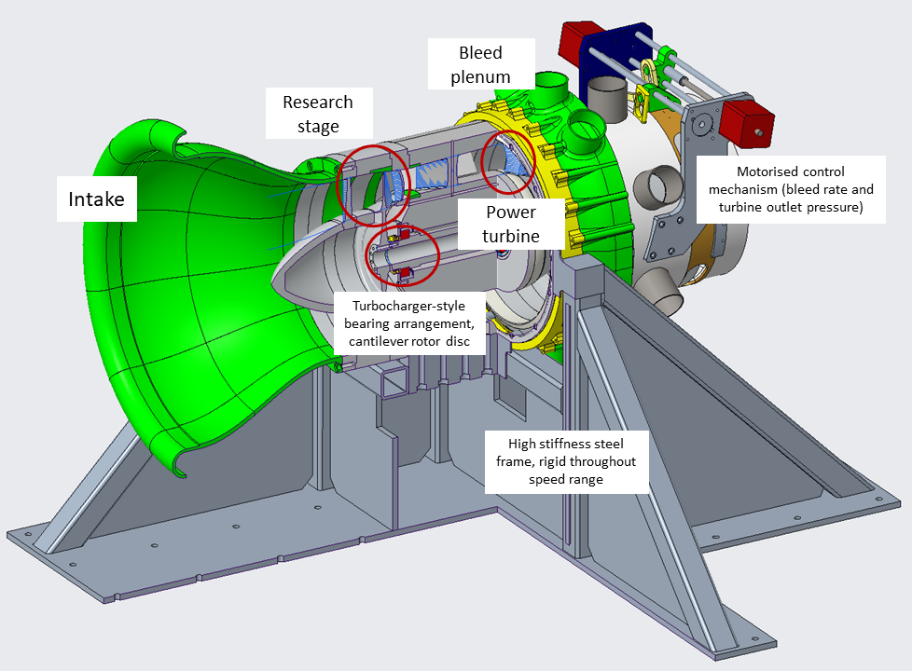 Bleed
plenum
Research
stage
Intake
Motorised control
mechanism (bleed rate and
turbine outlet pressure)
Power
turbine
Turbocharger-style
bearing arrangement,
cantilever rotor disc
High stiffness steel
frame, rigid throughout
speed range